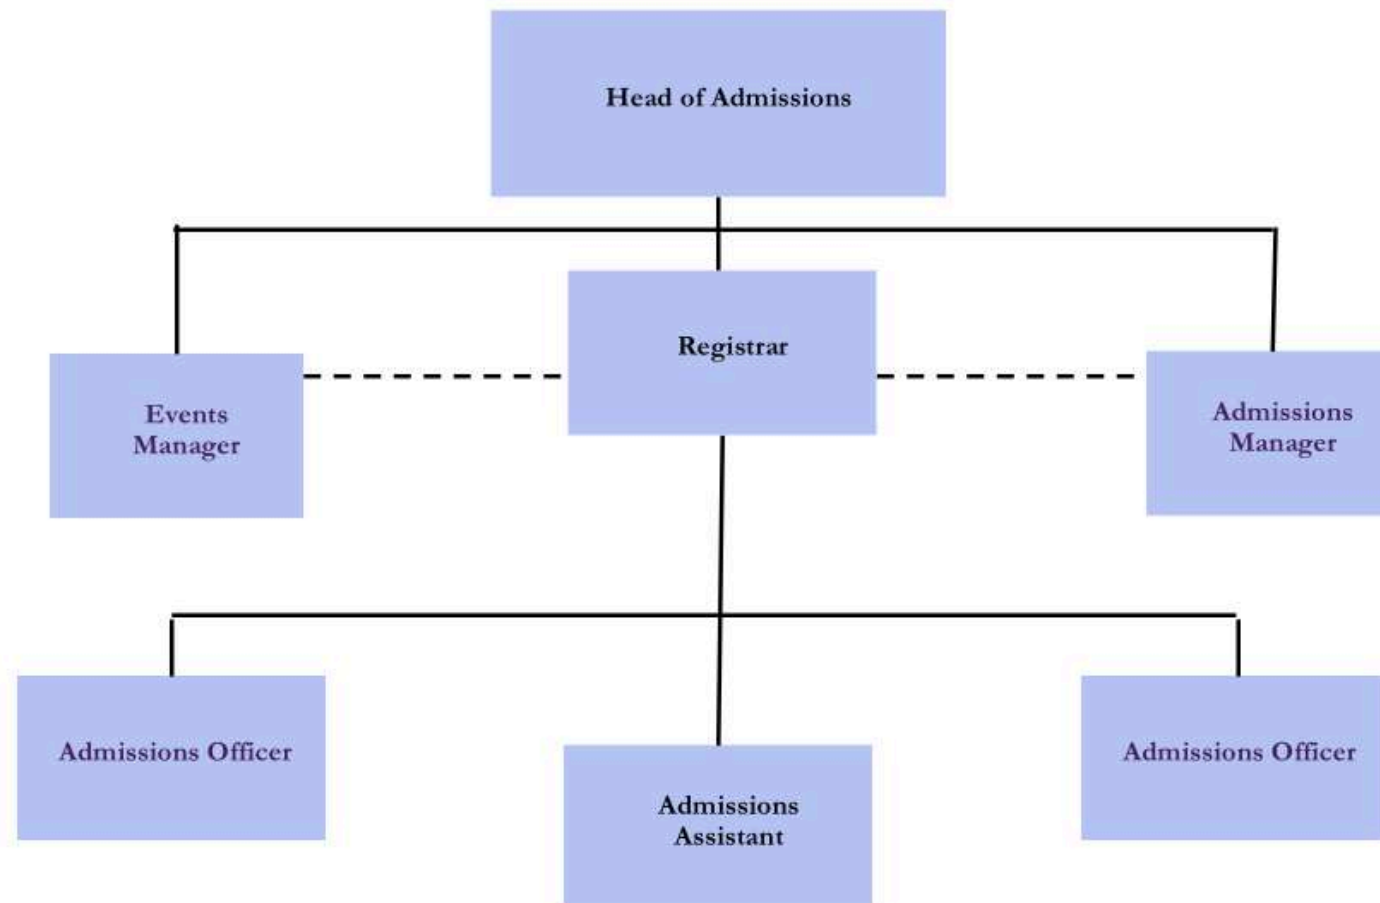 Head of Admissions
Registrar
Events
Manager
Admissions
Manager
Admissions Officer
Admissions
Assistant
Admissions Officer